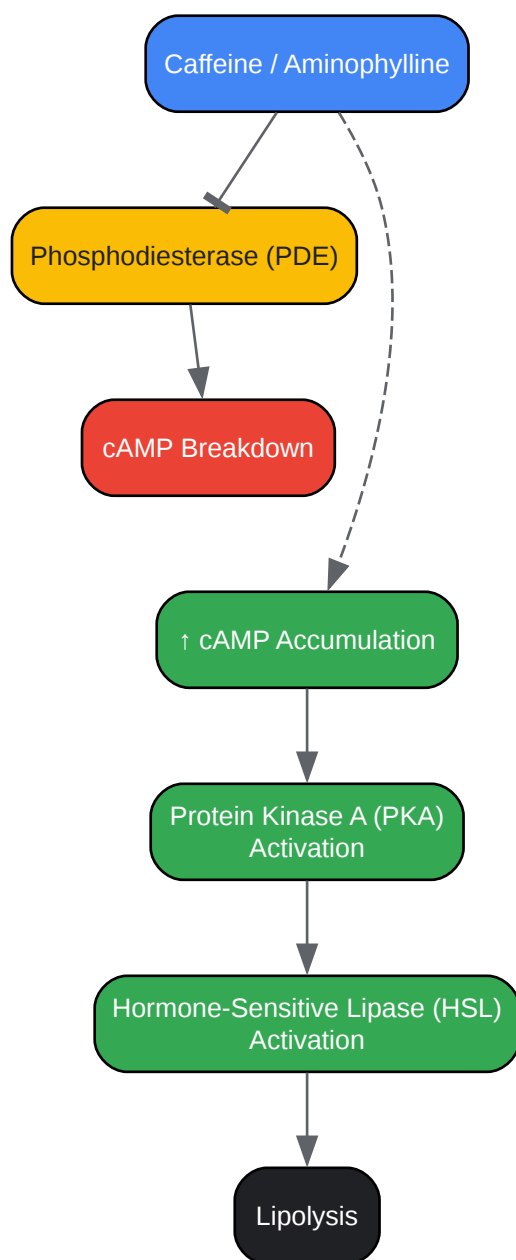 Caffeine / Aminophylline
Phosphodiesterase (PDE)
cAMP Breakdown
↑ cAMP Accumulation
Protein Kinase A (PKA)
Activation
Hormone-Sensitive Lipase (HSL)
Activation
Lipolysis